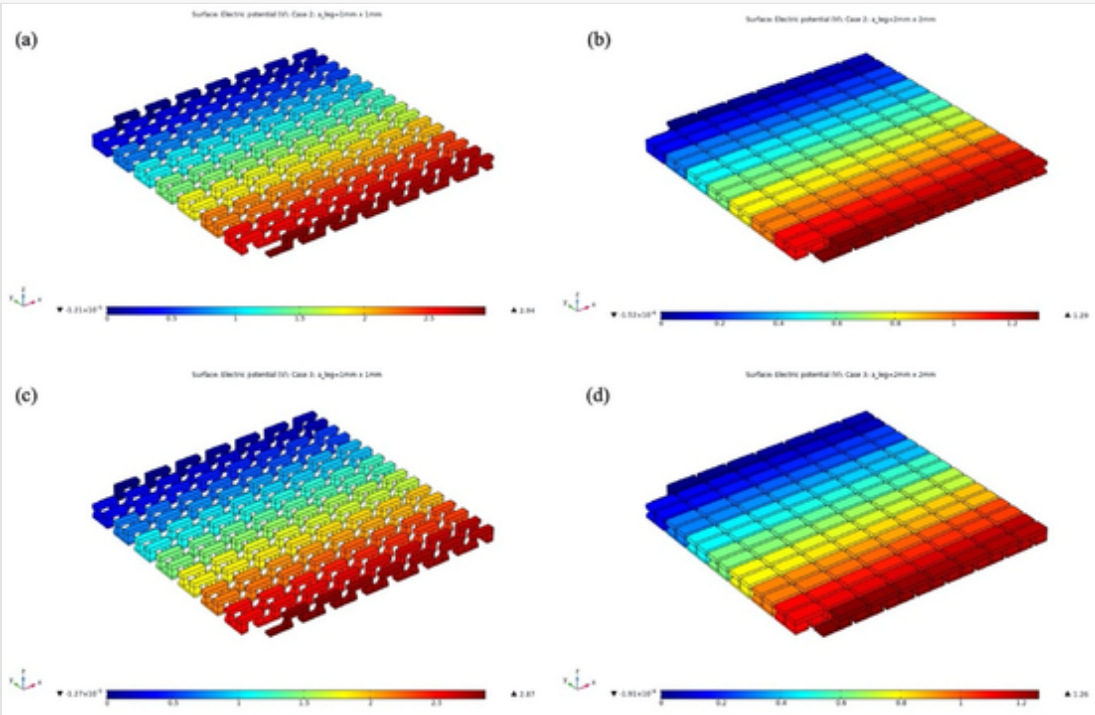 Surface: Electric potential (V): Case 2: a_leg=1mm x 1mm
(a)
z
y x
0 0.5 1 1.5 2 2.5
▲ 2.94
Surface: Electric potential (V): Case 2: a_leg=2mm x 2mm
(b)
z
y x
0 0.2 0.4 0.6 0.8 1 1.2
▲ 1.29
Surface: Electric potential (V): Case 3: a_leg=1mm x 1mm
(c)
z
y x
0 0.5 1 1.5 2 2.5
▲ 2.87
Surface: Electric potential (V): Case 3: a_leg=2mm x 2mm
(d)
z
y x
0 0.2 0.4 0.6 0.8 1 1.2
▲ 1.26